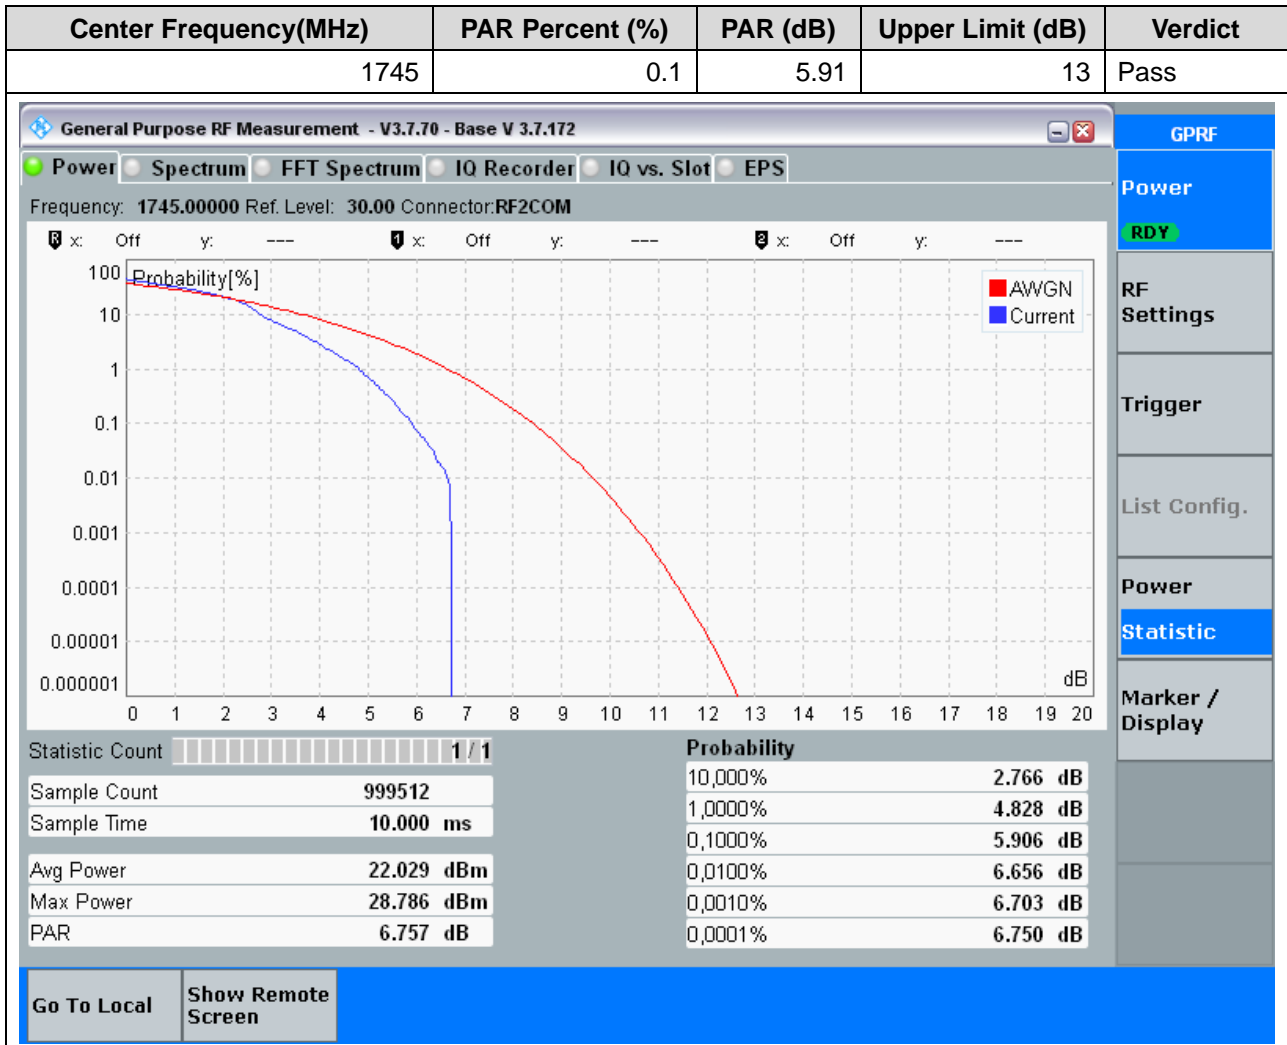 Center Frequency(MHz) PAR Percent (%) PAR (dB) Upper Limit (dB) Verdict
1745 0.1 5.91 13 Pass
General Purpose RF Measurement - V3.7.70 - Base V 3.7.172
GPRF
Power Spectrum FFT Spectrum IQ Recorder IQ vs. Slot EPS
Power
RDY
Frequency: 1745.00000 Ref. Level: 30.00 Connector:RF2COM
R x: Off y: --- 1 x: Off y: --- 2 x: Off y: ---
Probability[%]
AWGN
Current
100
10
1
0.1
0.01
0.001
0.0001
0.00001
0.000001
dB
0 1 2 3 4 5 6 7 8 9 10 11 12 13 14 15 16 17 18 19 20
RF
Settings
Trigger
List Config.
Power
Statistic
Marker /
Display
Statistic Count 1 / 1
Sample Count 999512
Sample Time 10.000 ms
Avg Power 22.029 dBm
Max Power 28.786 dBm
PAR 6.757 dB
Probability
10,000% 2.766 dB
1,0000% 4.828 dB
0,1000% 5.906 dB
0,0100% 6.656 dB
0,0010% 6.703 dB
0,0001% 6.750 dB
Go To Local
Show Remote
Screen